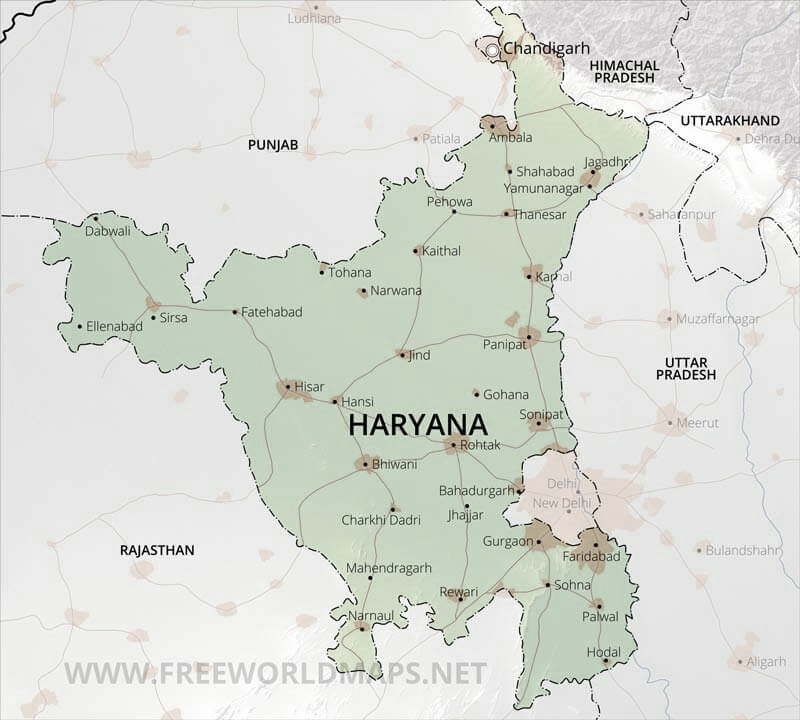 Ludhiana
Chandigarh
HIMACHAL
PRADESH
UTTARAKHAND
Dehra Du
PUNJAB
Patiala
Ambala
Shahabad
Jagadhri
Yamunanagar
Pehowa
Thanesar
Saharanpur
Dabwali
Kaithal
Tohana
Karnal
Narwana
Fatehabad
Sirsa
Ellenabad
Muzaffarnagar
Panipat
Jind
UTTAR
PRADESH
Hisar
Hansi
Gohana
Sonipat
Meerut
HARYANA
Rohtak
Bhiwani
Delhi
Bahadurgarh
New Delhi
Charkhi Dadri
Jhajjar
Gurgaon
RAJASTHAN
Faridabad
Bulandshahr
Mahendragarh
Sohna
Rewari
Narnaul
Palwal
Hodal
Aligarh
WWW.FREEWORLDMAPS.NET